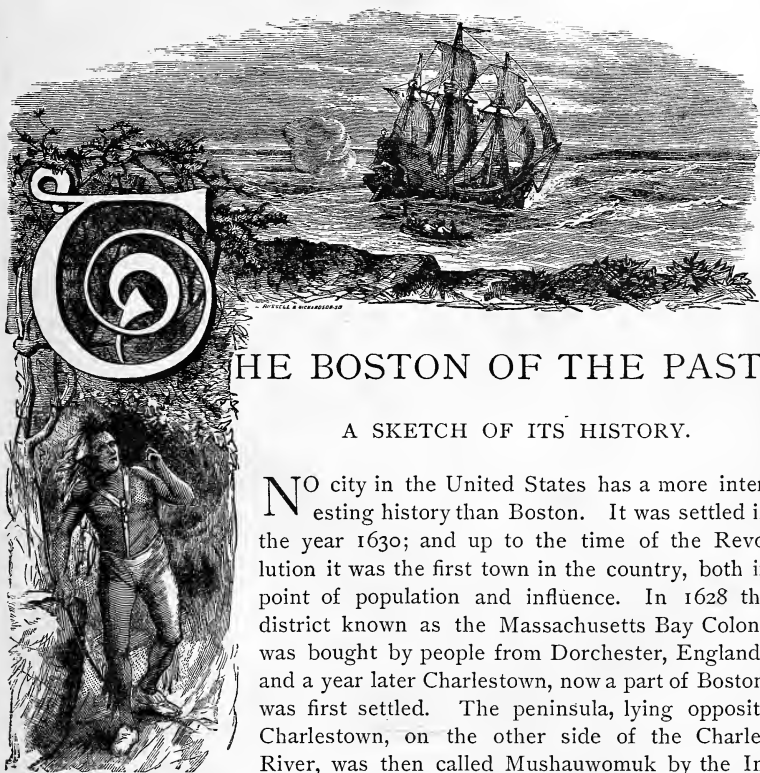 RUSSELL & RICHARDSON
THE BOSTON OF THE PAST
A SKETCH OF ITS HISTORY.
NO city in the United States has a more inter
esting history than Boston. It was settled i
the year 1630; and up to the time of the Revo
lution it was the first town in the country, both i
point of population and influence. In 1628 th
district known as the Massachusetts Bay Colon
was bought by people from Dorchester, England
and a year later Charlestown, now a part of Boston
was first settled. The peninsula, lying opposit
Charlestown, on the other side of the Charle
River, was then called Mushauwomuk by the In